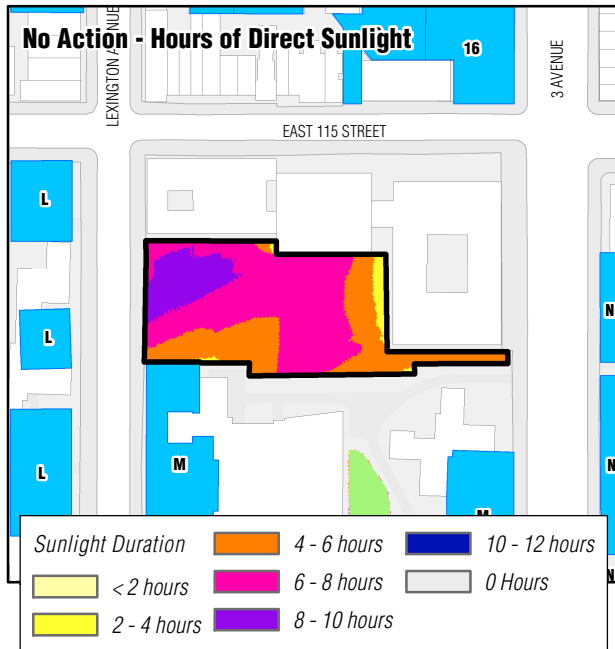 No Action - Hours of Direct Sunlight
LEXINGTON AVENUE
16
3 AVENUE
EAST 115 STREET
L
L
N
L
M
N
M
N
Sunlight Duration
< 2 hours
2 - 4 hours
4 - 6 hours
6 - 8 hours
8 - 10 hours
10 - 12 hours
0 Hours